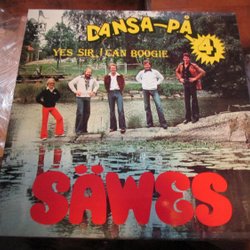 DANSA-PÅ
4
YES SIR, I CAN BOOGIE
SÄWES